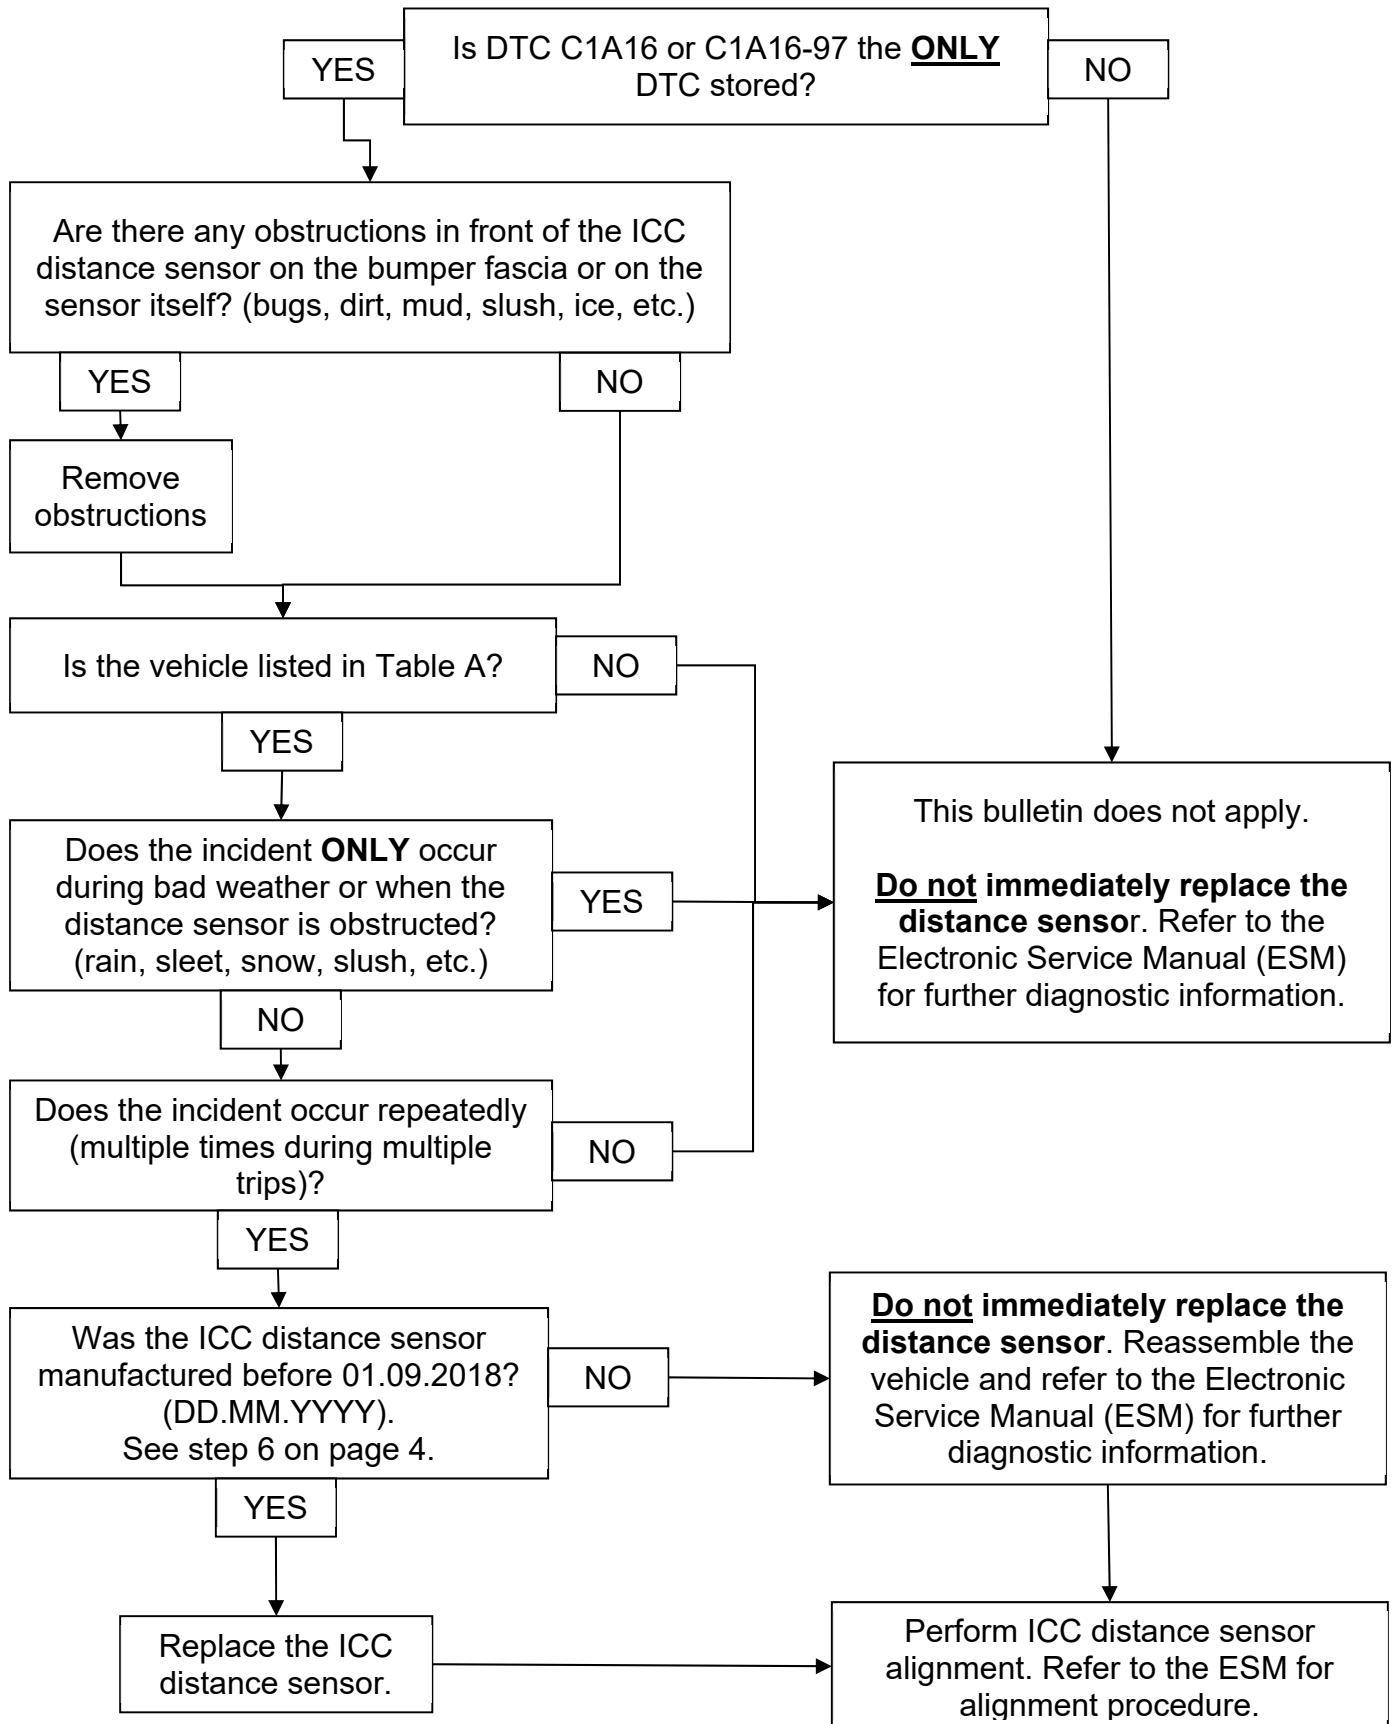 Is DTC C1A16 or C1A16-97 the ONLY
DTC stored?
YES
NO
Are there any obstructions in front of the ICC
distance sensor on the bumper fascia or on the
sensor itself? (bugs, dirt, mud, slush, ice, etc.)
YES
NO
Remove
obstructions
Is the vehicle listed in Table A?
NO
YES
Does the incident ONLY occur
during bad weather or when the
distance sensor is obstructed?
(rain, sleet, snow, slush, etc.)
YES
NO
This bulletin does not apply.
Do not immediately replace the
distance sensor. Refer to the
Electronic Service Manual (ESM)
for further diagnostic information.
Does the incident occur repeatedly
(multiple times during multiple
trips)?
NO
YES
Was the ICC distance sensor
manufactured before 01.09.2018?
(DD.MM.YYYY).
See step 6 on page 4.
NO
YES
Do not immediately replace the
distance sensor. Reassemble the
vehicle and refer to the Electronic
Service Manual (ESM) for further
diagnostic information.
Replace the ICC
distance sensor.
Perform ICC distance sensor
alignment. Refer to the ESM for
alignment procedure.